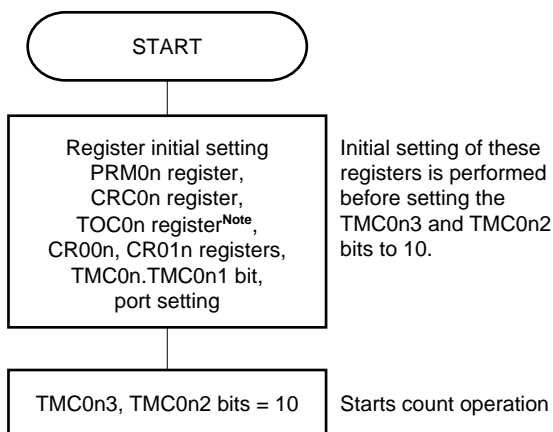 START
Register initial setting
PRM0n register,
CRC0n register,
TOC0n registerNote,
CR00n, CR01n registers,
TMC0n.TMC0n1 bit,
port setting
Initial setting of these
registers is performed
before setting the
TMC0n3 and TMC0n2
bits to 10.
TMC0n3, TMC0n2 bits = 10
Starts count operation